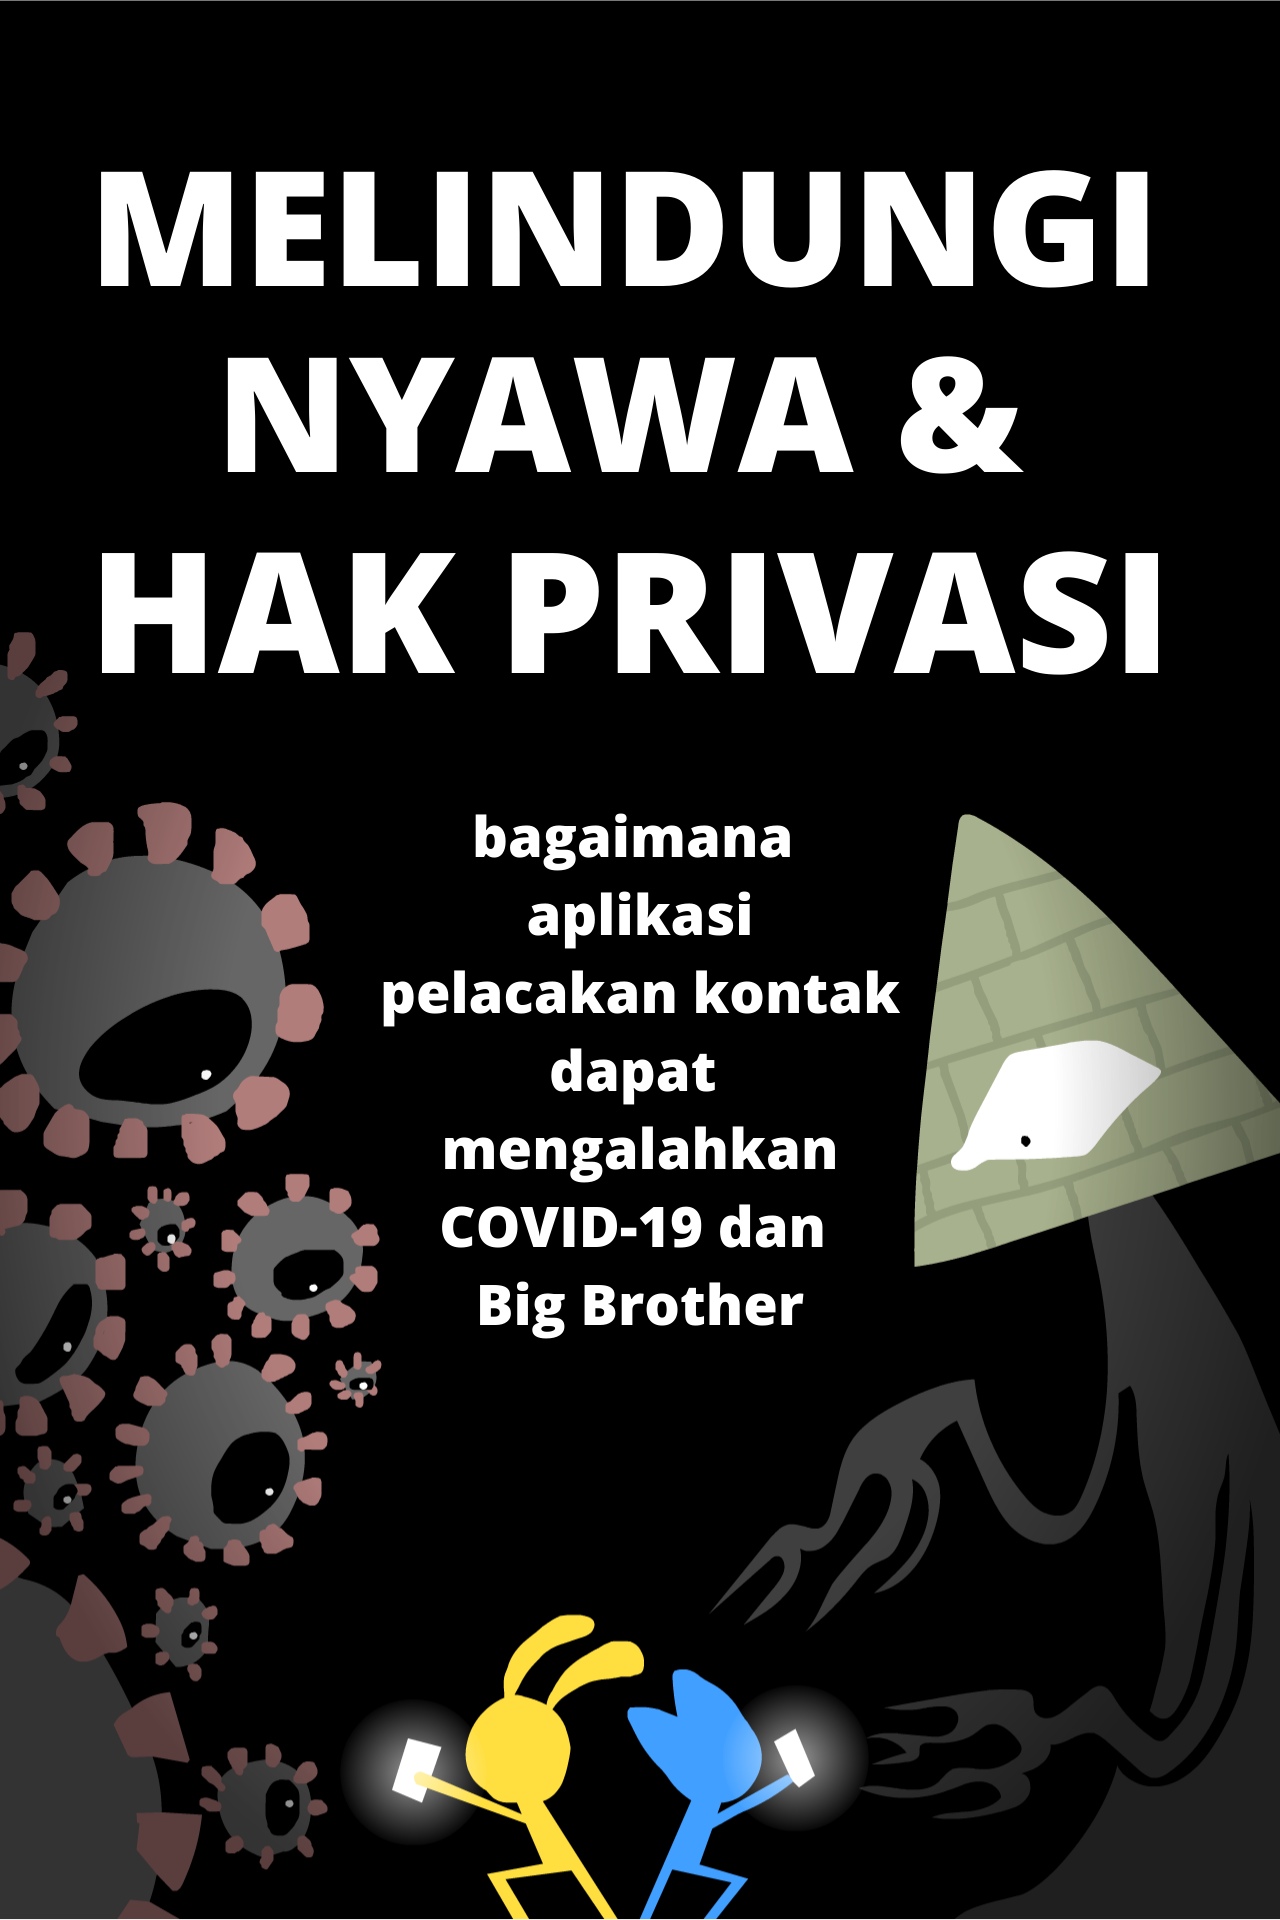 MELINDUNGI
NYAWA &
HAK PRIVASI
bagaimana
aplikasi
pelacakan kontak
dapat
mengalahkan
COVID-19 dan
Big Brother